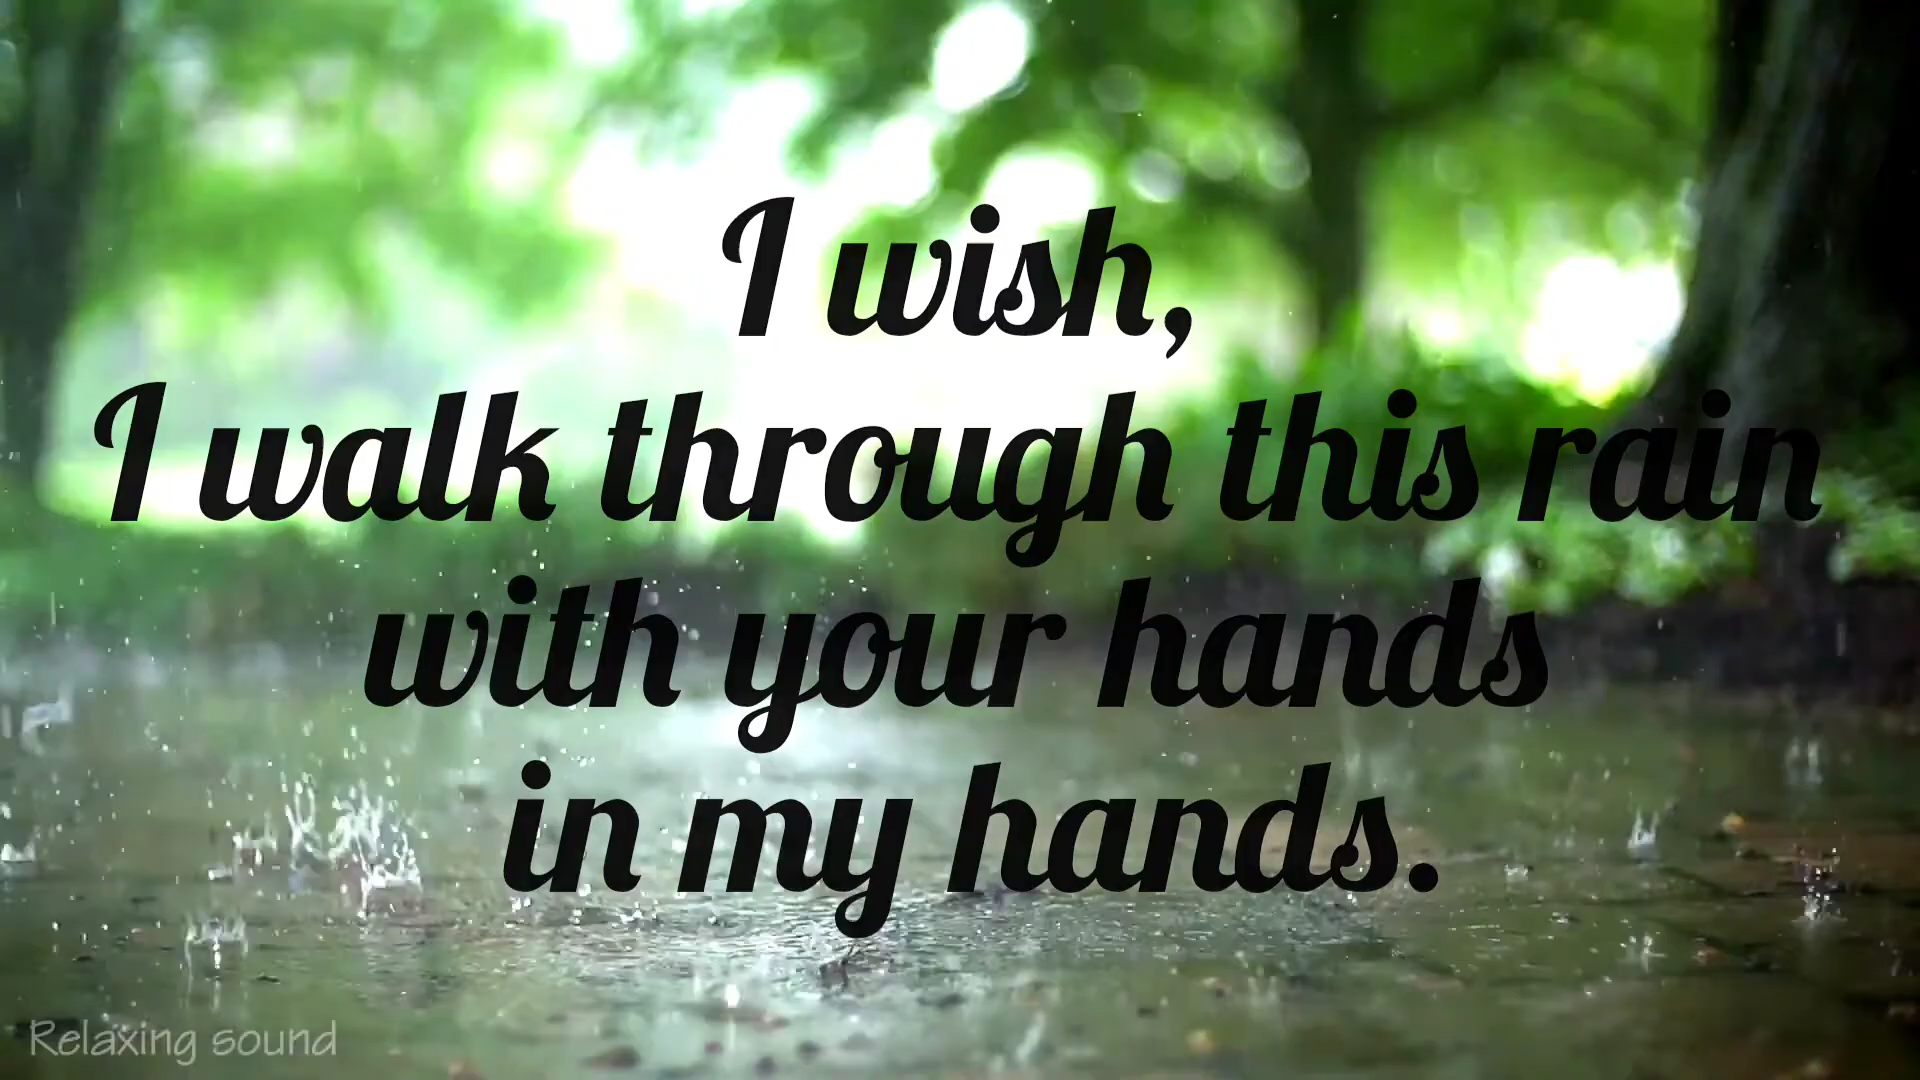 I wish,
I walk through this rain
with your hands
in my hands.
Relaxing sound